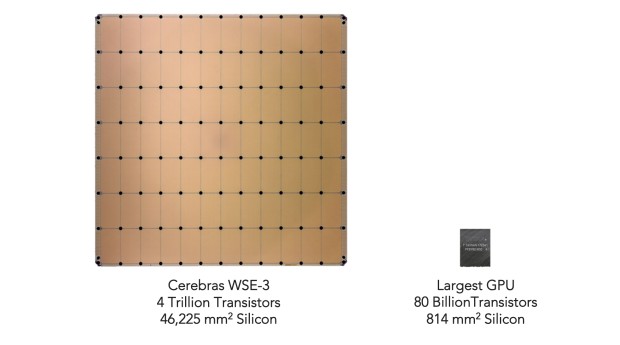 Cerebras WSE-3
4 Trillion Transistors
46,225 mm² Silicon
Largest GPU
80 BillionTransistors
814 mm² Silicon